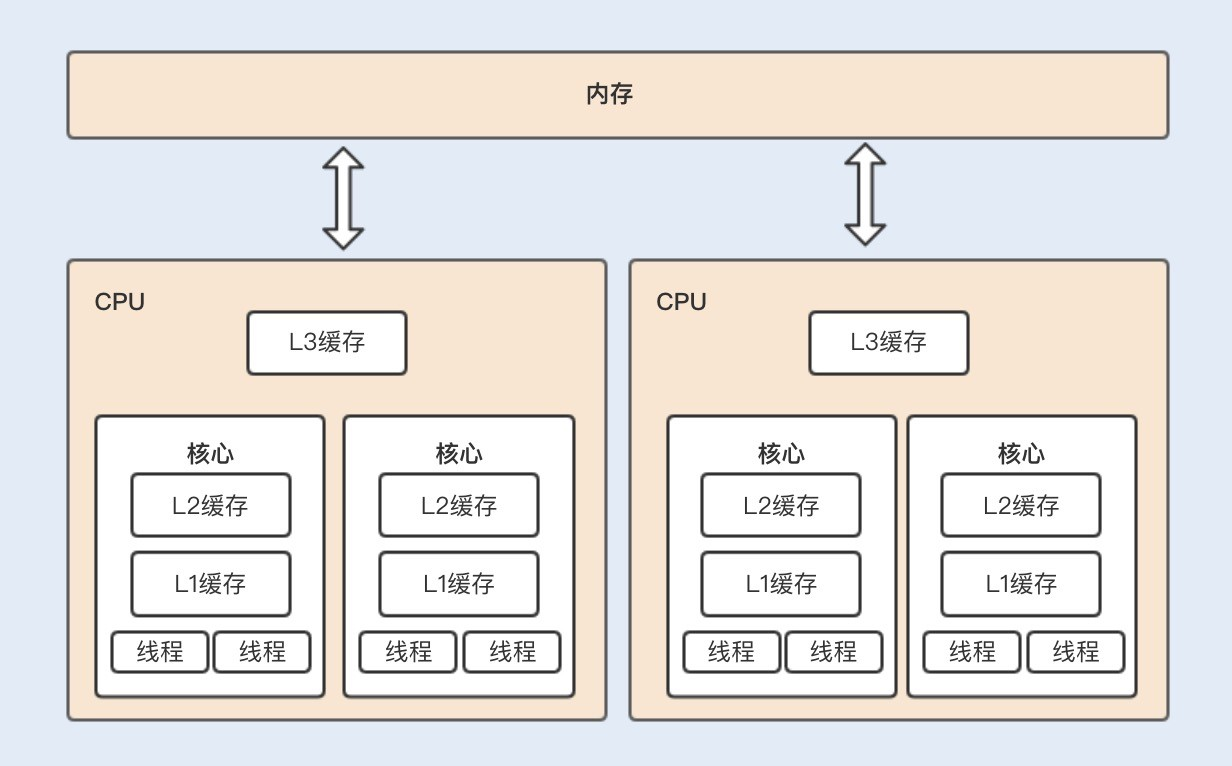 内存
CPU
L3缓存
核心
L2缓存
L1缓存
线程 线程
核心
L2缓存
L1缓存
线程 线程
CPU
L3缓存
核心
L2缓存
L1缓存
线程 线程
核心
L2缓存
L1缓存
线程 线程